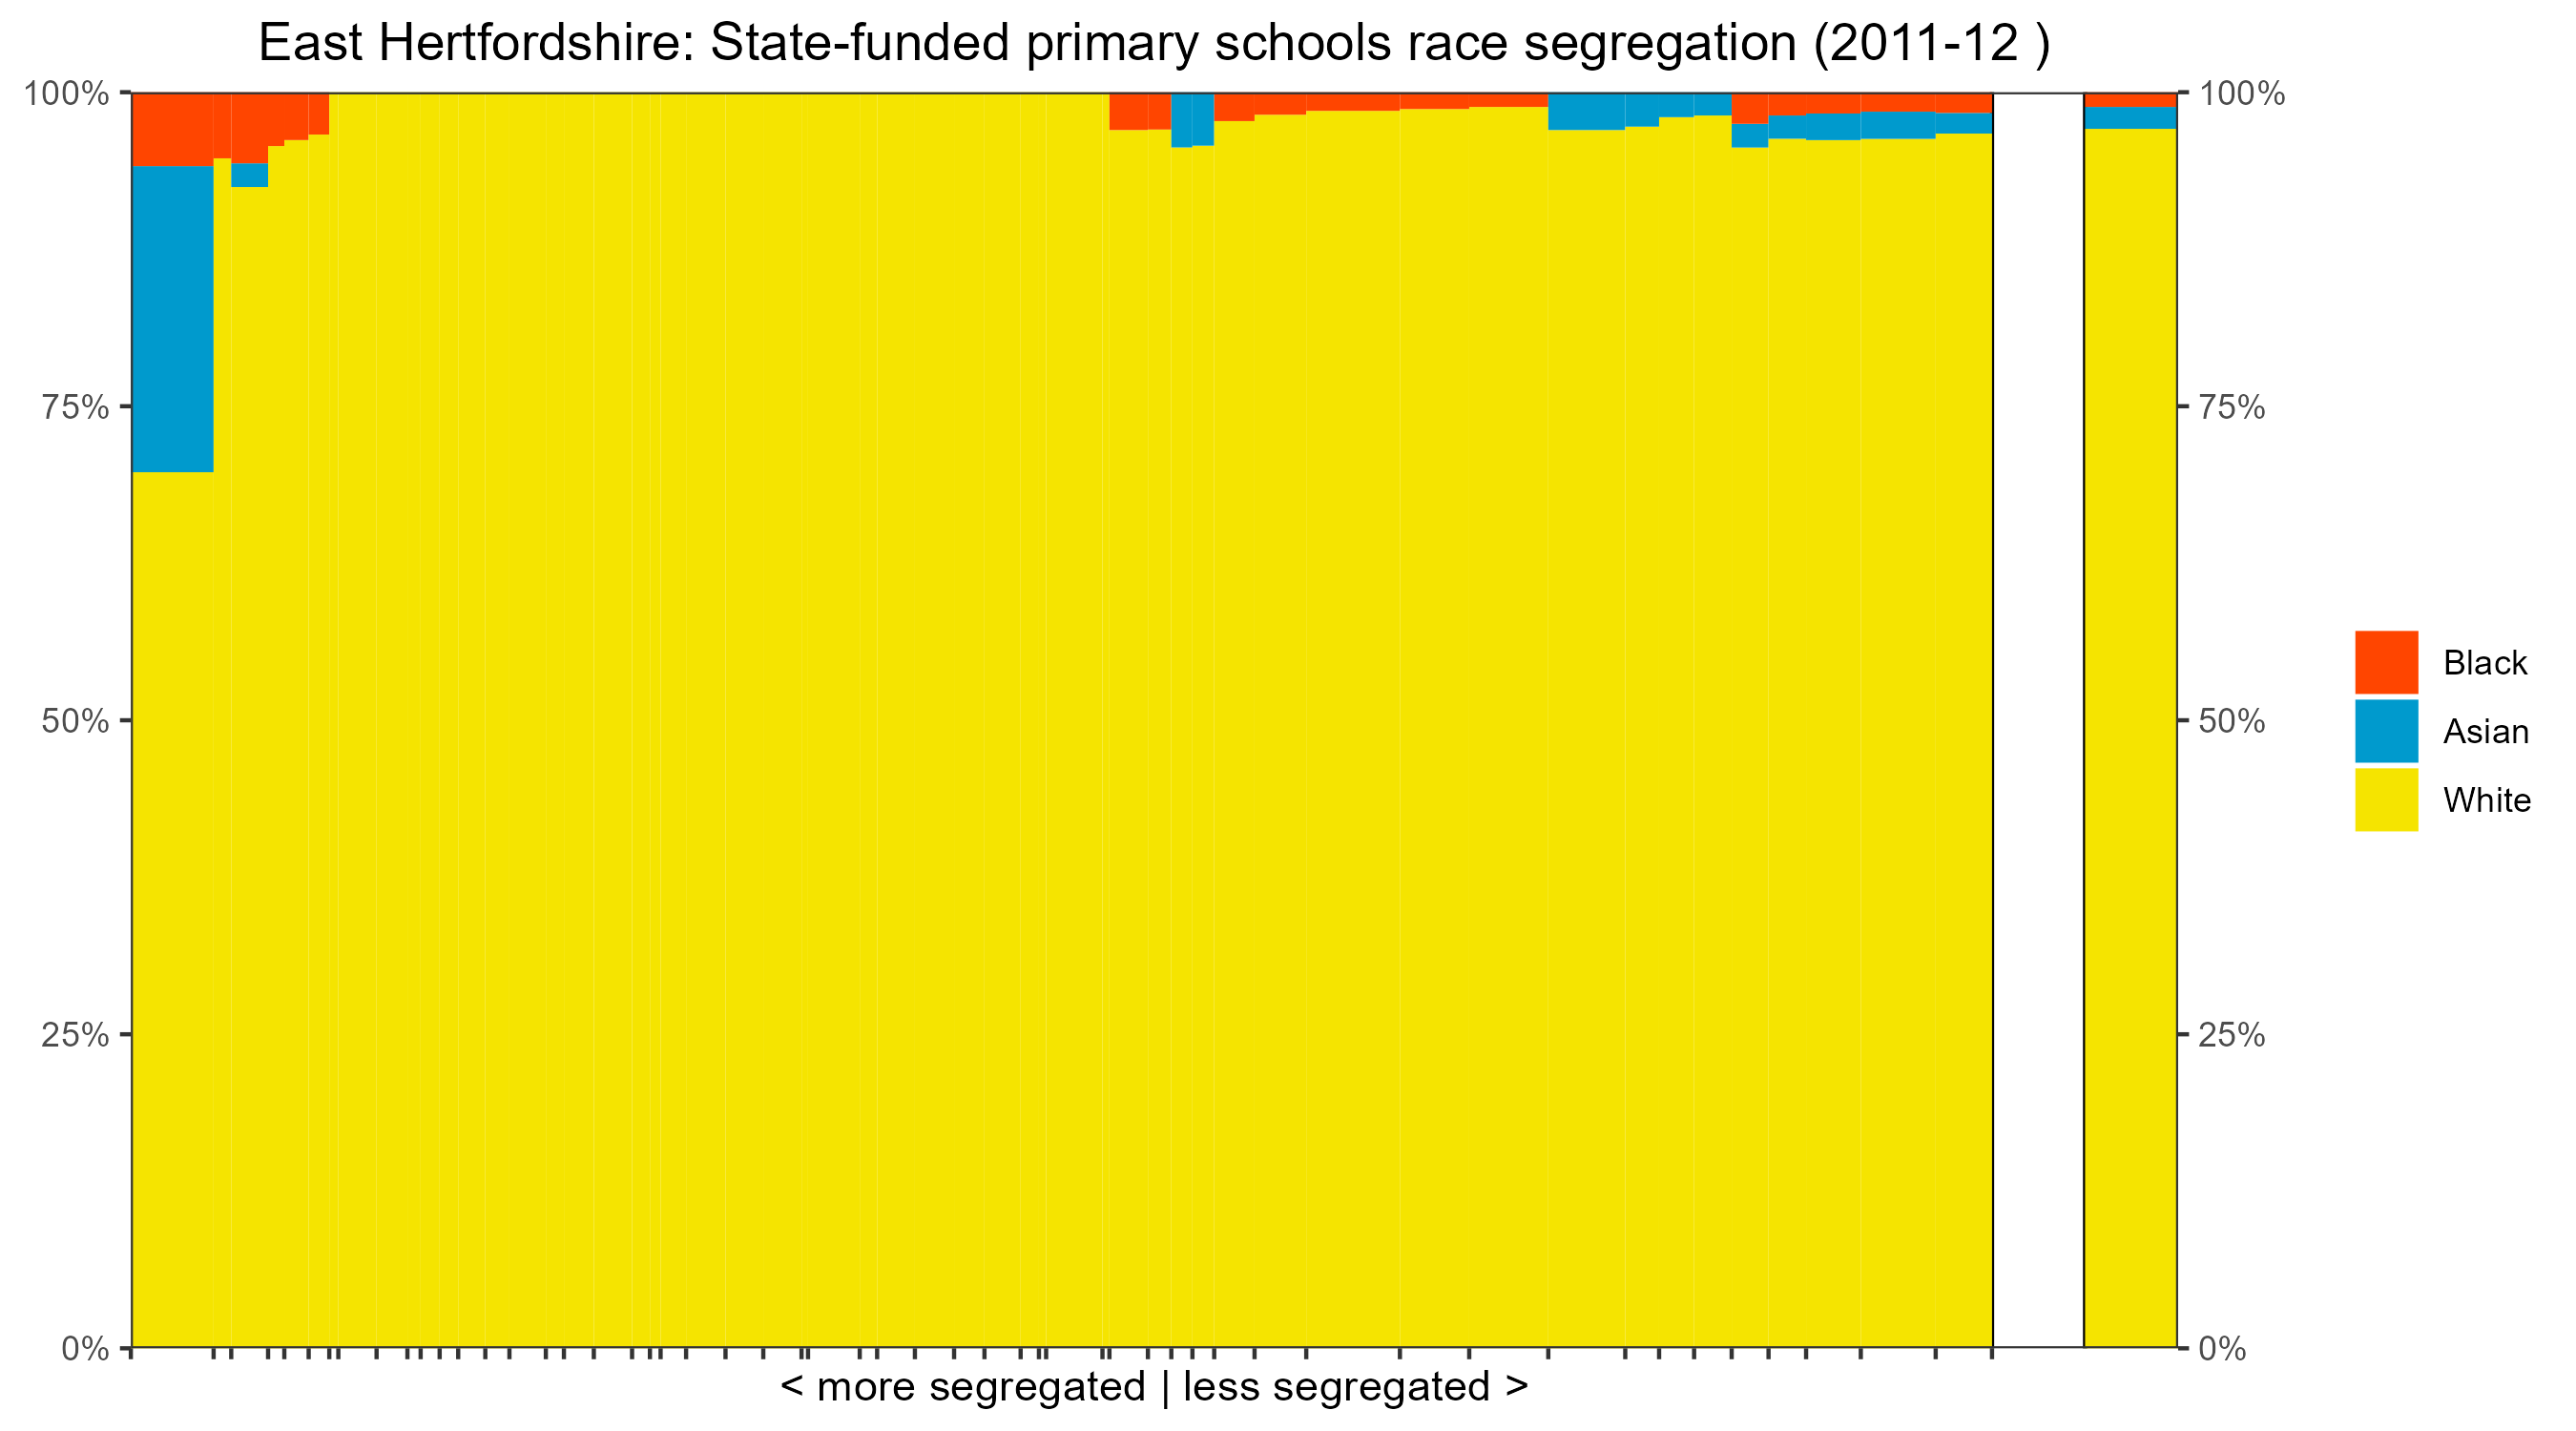 East Hertfordshire: State-funded primary schools race segregation (2011-12 )
100%
75%
50%
25%
0%
100%
75%
50%
25%
0%
Black
Asian
White
< more segregated | less segregated >